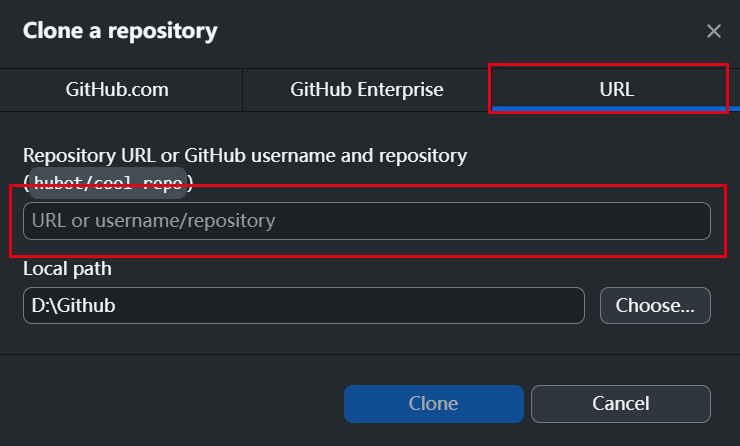 Clone a repository
GitHub.com
GitHub Enterprise
URL
Repository URL or GitHub username and repository
(hubot/cool-repo)
URL or username/repository
Local path
D:\Github
Choose...
Clone
Cancel